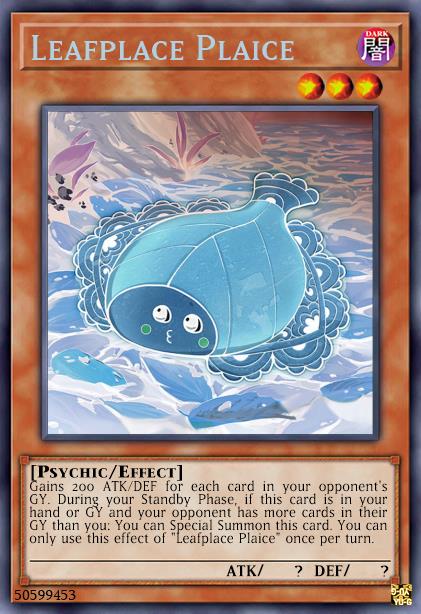 LEAFPLACE PLAICE
DARK
闇
[PSYCHIC/EFFECT]
Gains 200 ATK/DEF for each card in your opponent's
GY. During your Standby Phase, if this card is in your
hand or GY and your opponent has more cards in their
GY than you: You can Special Summon this card. You can
only use this effect of "Leafplace Plaice" once per turn.
ATK/ ? DEF/ ?
50599453